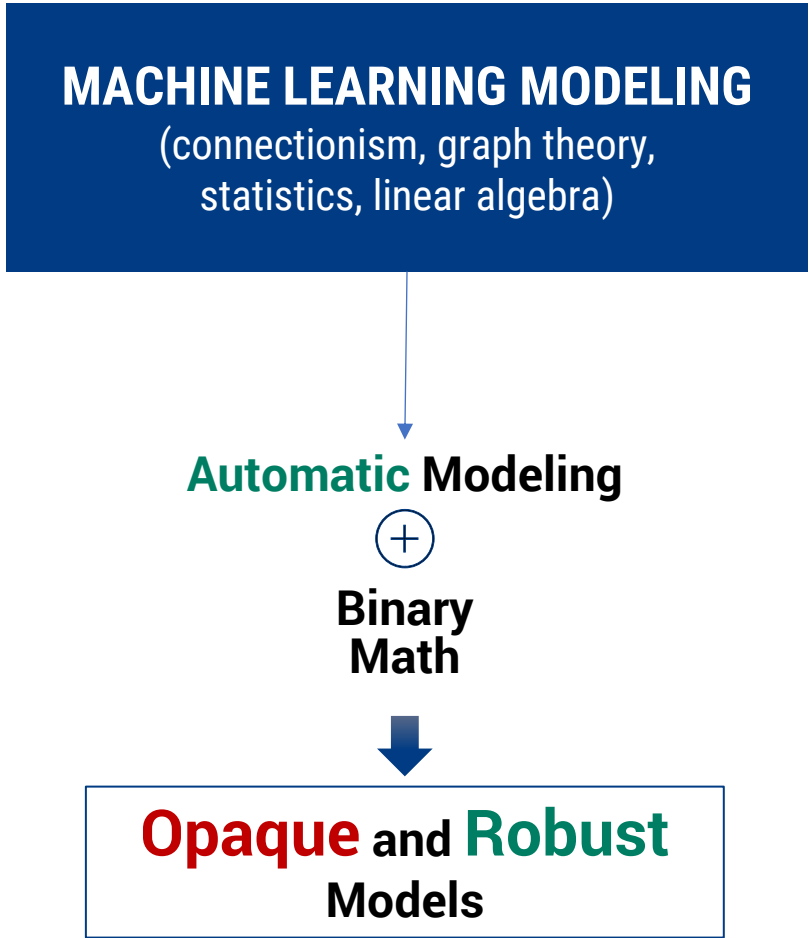 MACHINE LEARNING MODELING
(connectionism, graph theory,
statistics, linear algebra)
Automatic Modeling
+
Binary
Math
Opaque and Robust
Models